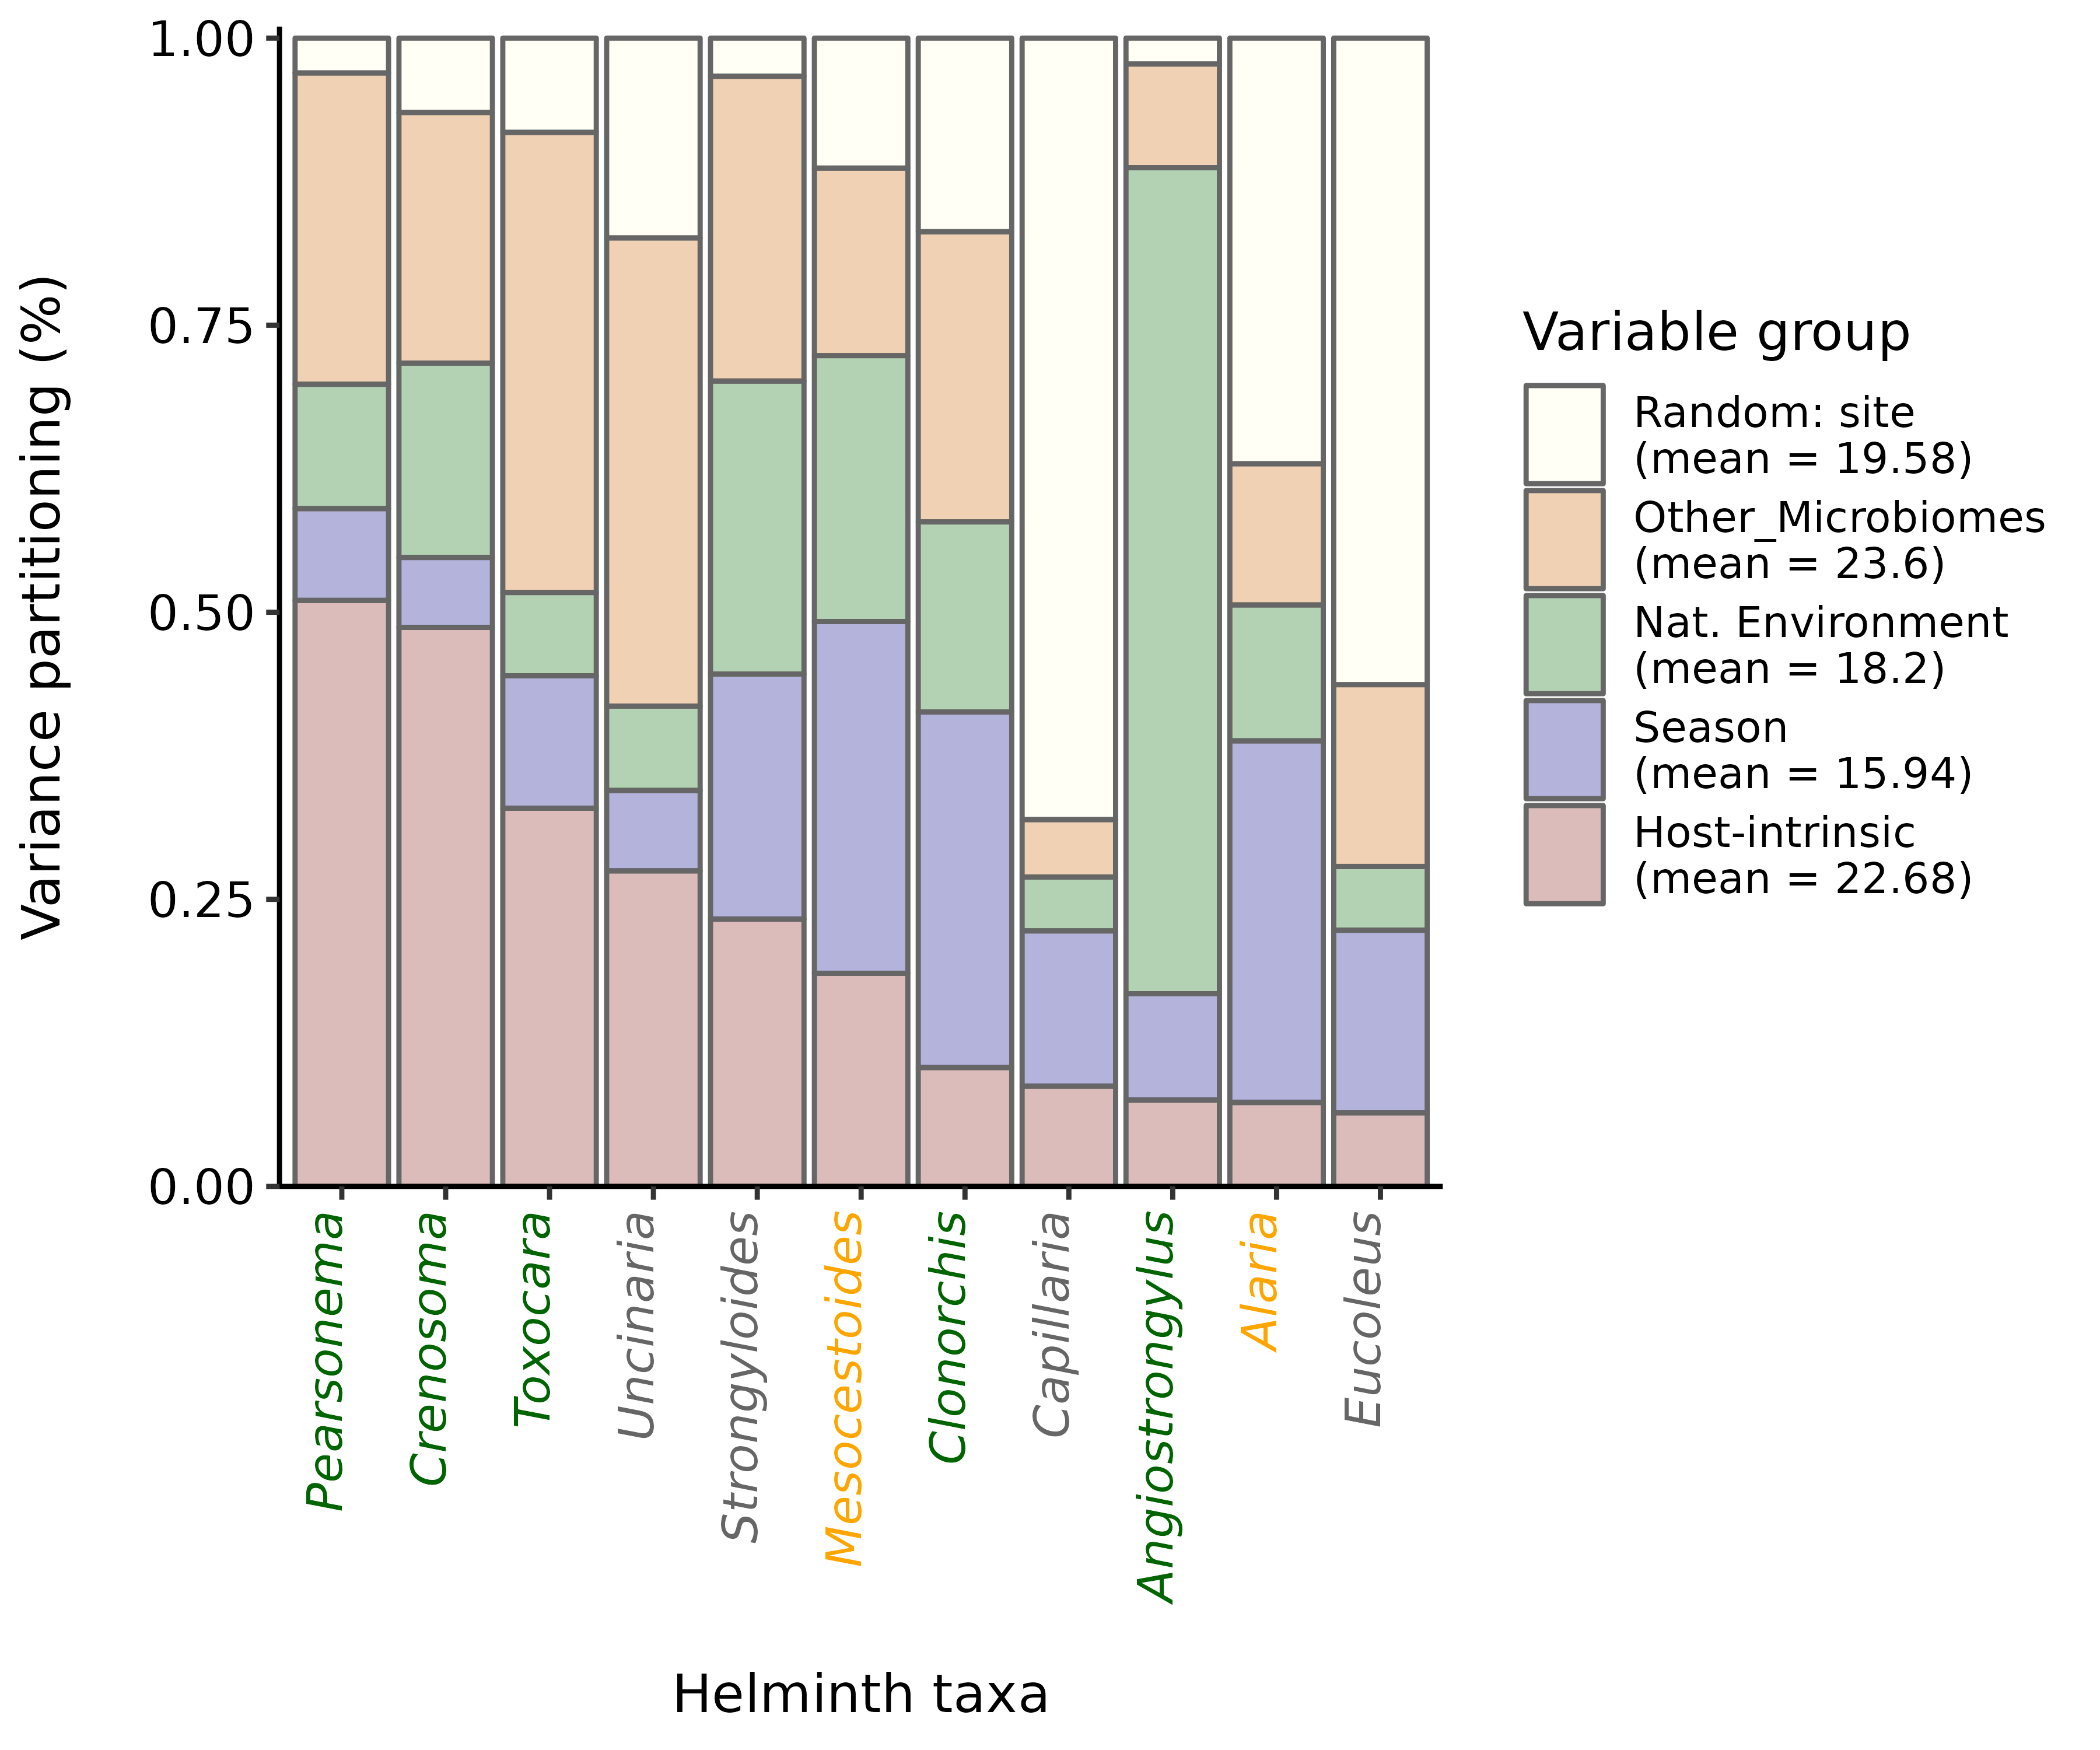 Variance partitioning (%)
1.00
0.75
0.50
0.25
0.00
Pearsonema
Crenosoma
Toxocara
Uncinaria
Strongyloides
Mesocestoides
Clonorchis
Capillaria
Angiostrongylus
Alaria
Eucoleus
Helminth taxa
Variable group
Random: site
(mean = 19.58)
Other_Microbiomes
(mean = 23.6)
Nat. Environment
(mean = 18.2)
Season
(mean = 15.94)
Host-intrinsic
(mean = 22.68)